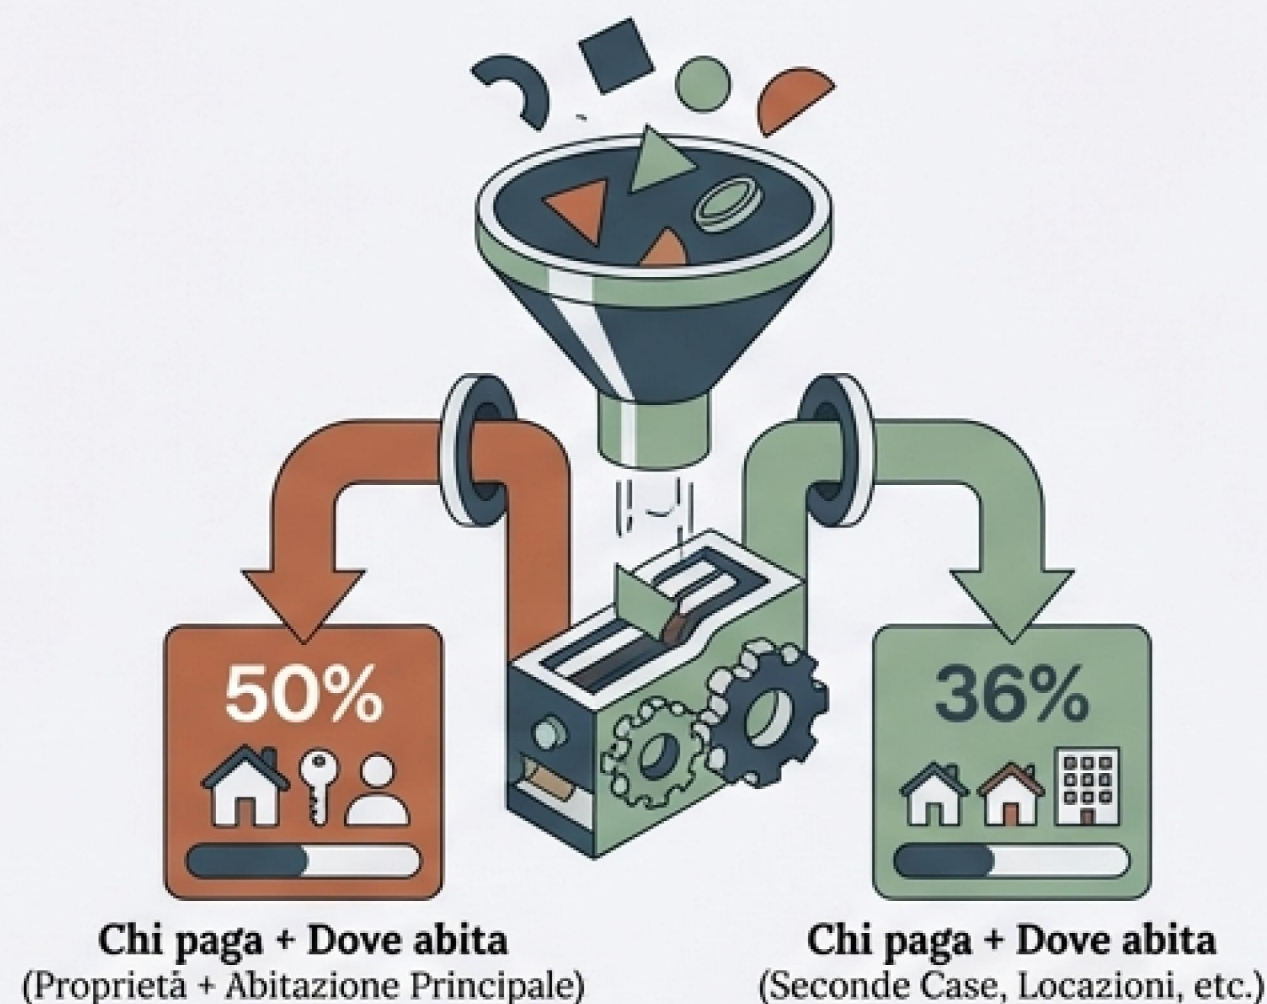 50%
36%
Chi paga + Dove abita
(Proprietà + Abitazione Principale)
Chi paga + Dove abita
(Seconde Case, Locazioni, etc.)